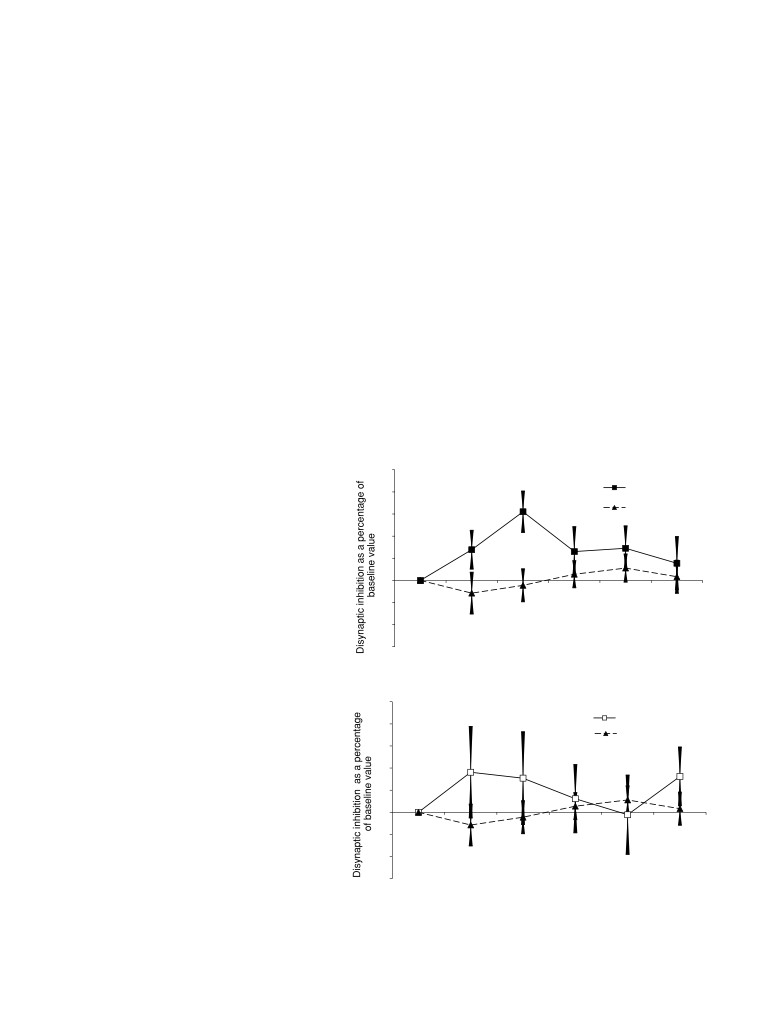 Disynaptic inhibition as a percentage of
baseline value
Disynaptic inhibition as a percentage
of baseline value